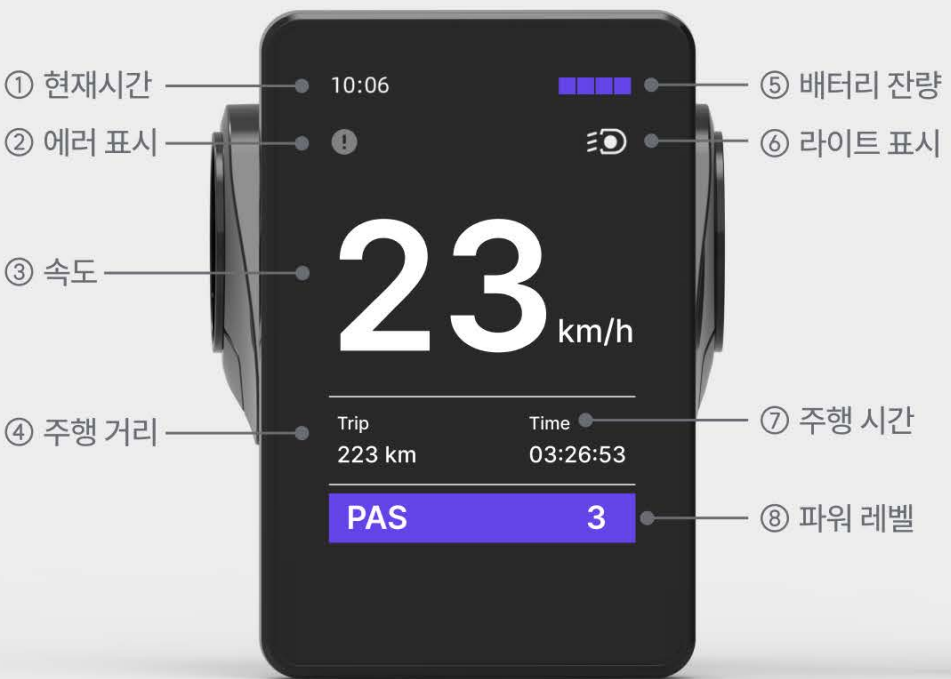 ① 현재시간
10:06
⑤ 배터리 잔량
② 에러 표시
!
⑥ 라이트 표시
③ 속도
23 km/h
④ 주행 거리
Trip
223 km
Time
03:26:53
⑦ 주행 시간
PAS 3
⑧ 파워 레벨